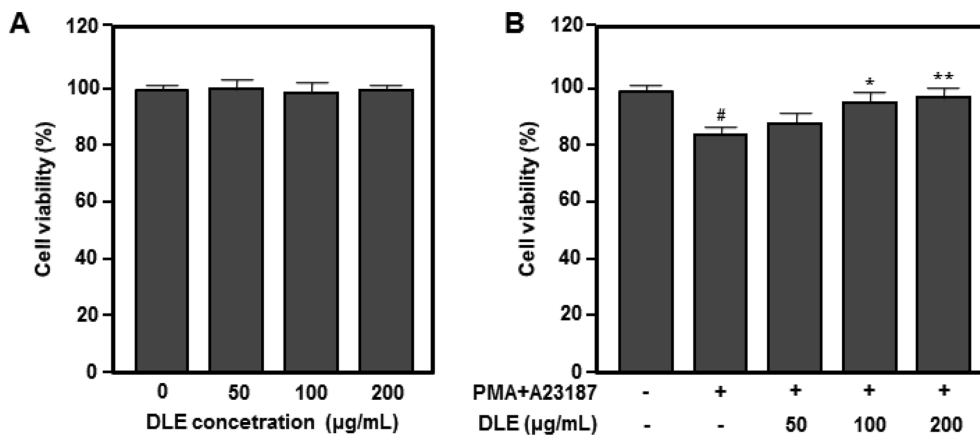 A
Cell viability (%)
120
100
80
60
40
20
0
0 50 100 200
DLE concetration (µg/mL)
B
Cell viability (%)
120
100
80
60
40
20
0
# * **
PMA+A23187 - + + + +
DLE (µg/mL) - - 50 100 200